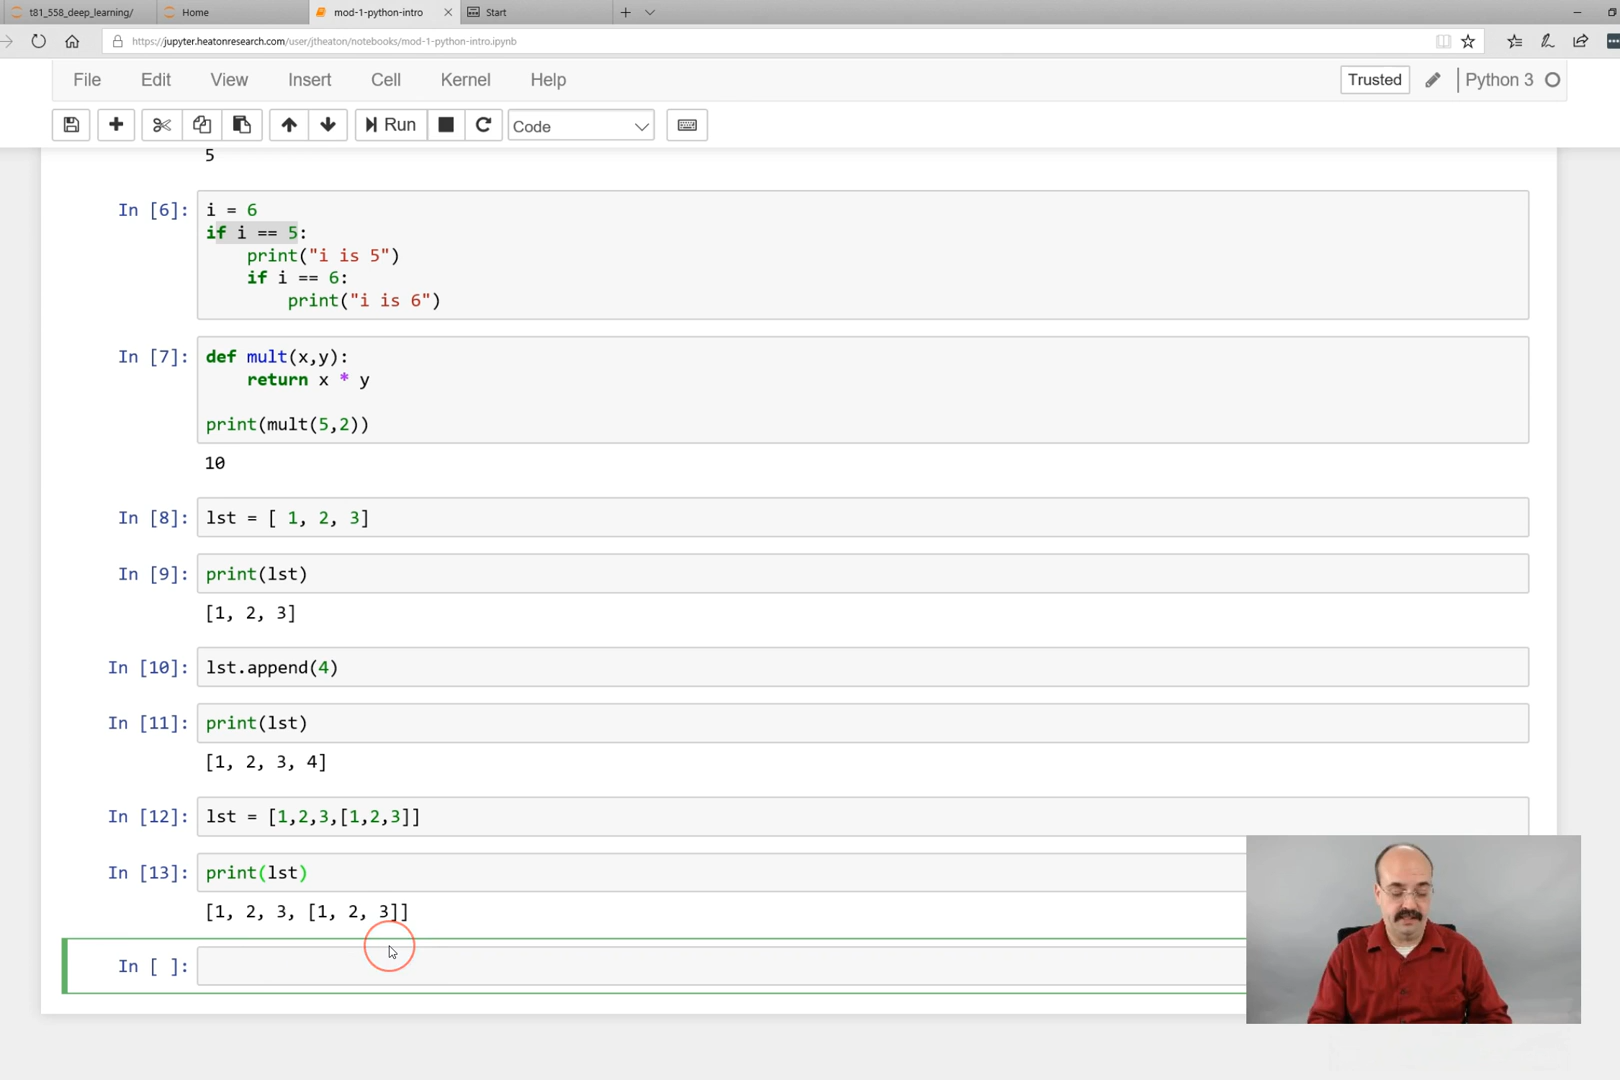 t81_558_deep_learning/
Home
mod-1-python-intro
Start
https://jupyter.heatonresearch.com/user/jtheaton/notebooks/mod-1-python-intro.ipynb
File Edit View Insert Cell Kernel Help
Trusted
Python 3
Run
Code
5
In [6]:
i = 6
if i == 5:
    print("i is 5")
    if i == 6:
        print("i is 6")
In [7]:
def mult(x,y):
    return x * y
print(mult(5,2))
10
In [8]: lst = [ 1, 2, 3]
In [9]: print(lst)
[1, 2, 3]
In [10]: lst.append(4)
In [11]: print(lst)
[1, 2, 3, 4]
In [12]: lst = [1,2,3,[1,2,3]]
In [13]: print(lst)
[1, 2, 3, [1, 2, 3]]
In [ ]: